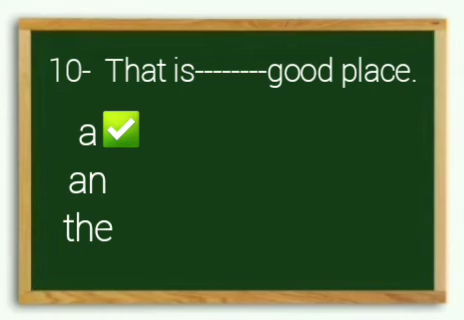 10- That is--------good place.
a ✅
an
the